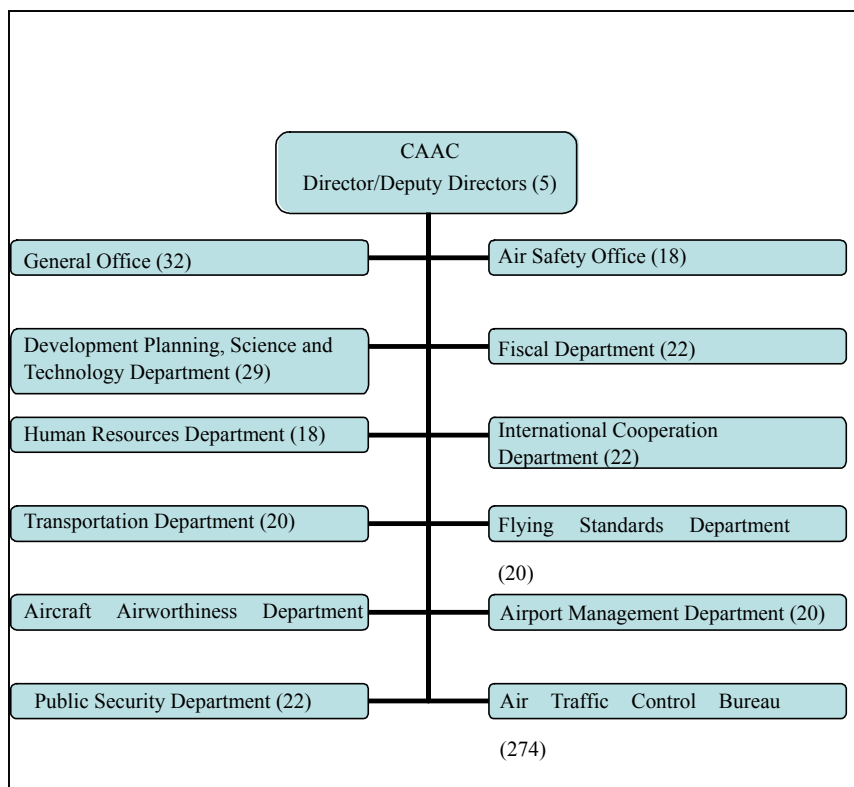 CAAC
Director/Deputy Directors (5)
General Office (32)
Air Safety Office (18)
Development Planning, Science and
Technology Department (29)
Fiscal Department (22)
Human Resources Department (18)
International Cooperation
Department (22)
Transportation Department (20)
Flying Standards Department
(20)
Aircraft Airworthiness Department
Airport Management Department (20)
Public Security Department (22)
Air Traffic Control Bureau
(274)